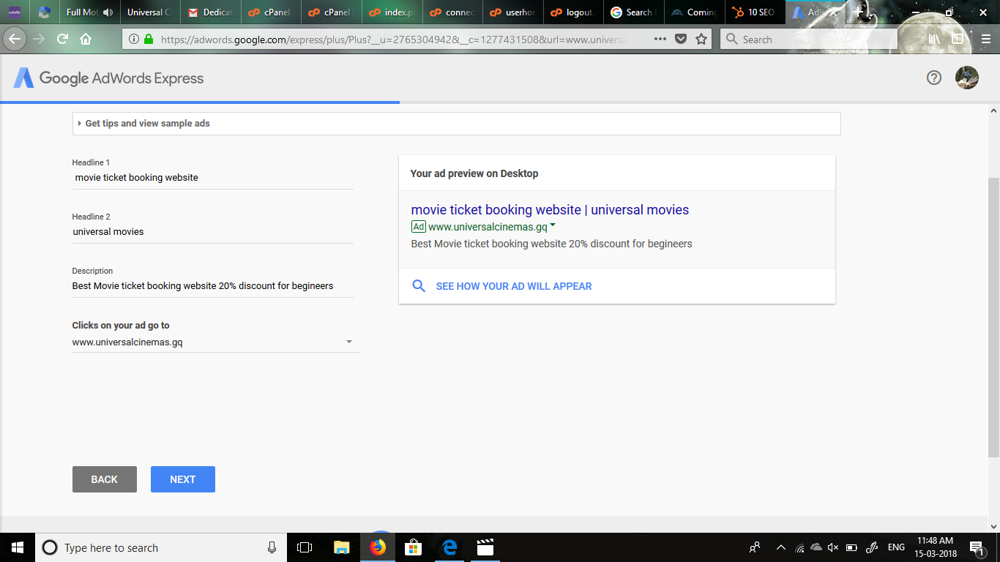 colorlib
Full Mot
Universal C
Dedicat
cPanel
cPanel
index.p
connec
userhor
logout.
Search
Coming
10 SEO
Adw
https://adwords.google.com/express/plus/Plus?__u=2765304942&__c=1277431508&url=www.universa
Search
Google AdWords Express
Get tips and view sample ads
Headline 1
movie ticket booking website
Headline 2
universal movies
Description
Best Movie ticket booking website 20% discount for begineers
Clicks on your ad go to
www.universalcinemas.gq
Your ad preview on Desktop
movie ticket booking website | universal movies
Ad www.universalcinemas.gq
Best Movie ticket booking website 20% discount for begineers
SEE HOW YOUR AD WILL APPEAR
BACK
NEXT
Type here to search
ENG
11:48 AM
15-03-2018
1